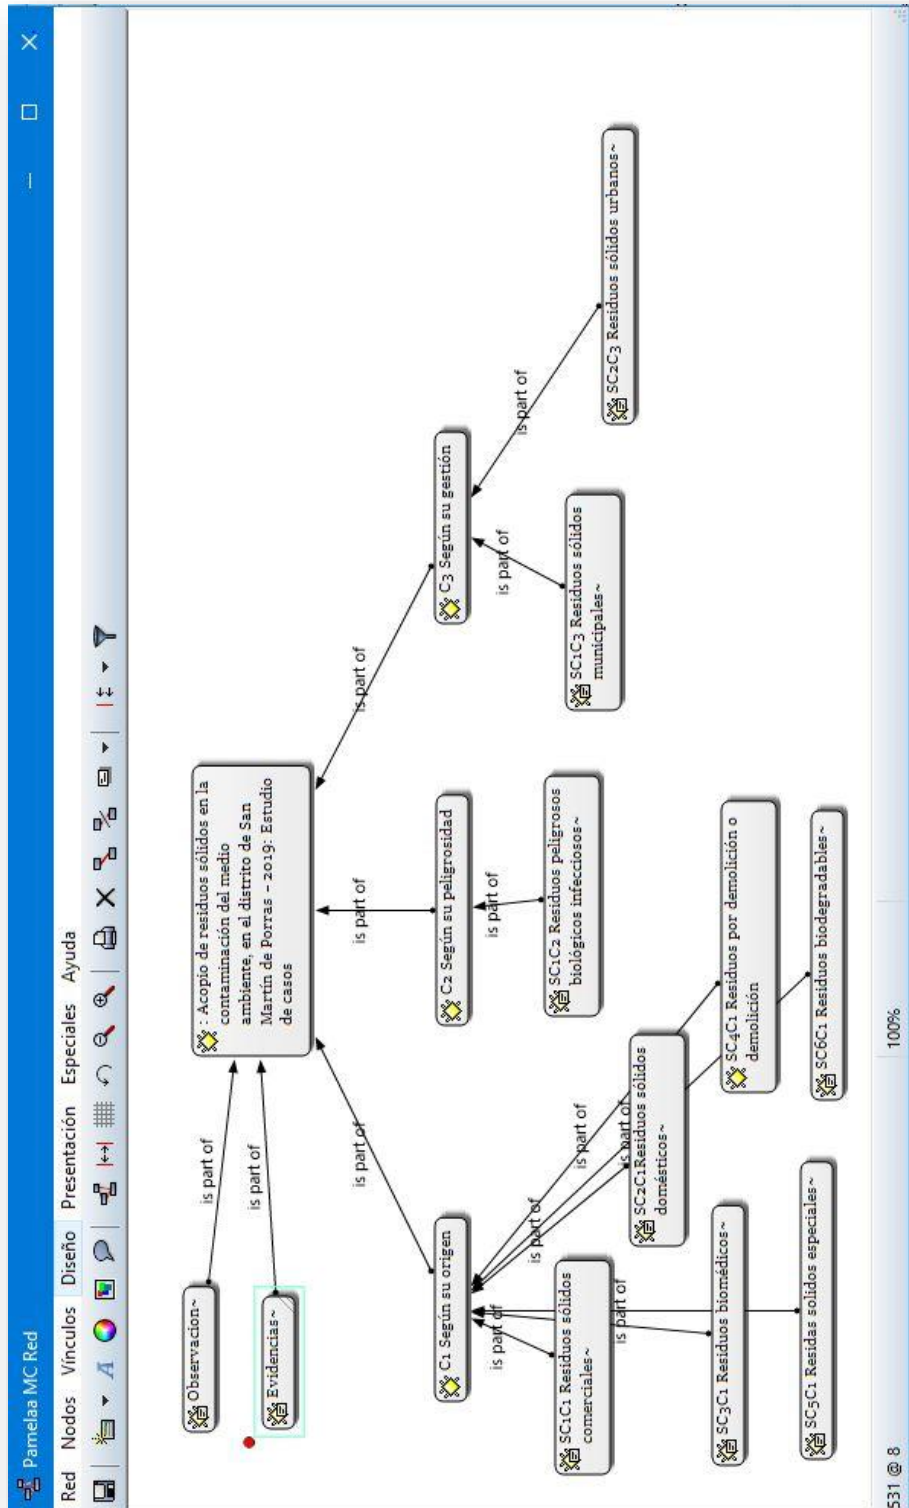 Pamelaa MC Red
Red Nodos Vínculos Diseño Presentación Especiales Ayuda
Observacion~
Evidencias~
is part of
is part of
: Acopio de residuos sólidos en la
contaminación del medio
ambiente, en el distrito de San
Martín de Porras - 2019: Estudio
de casos
is part of
is part of
is part of
C1 Según su origen
C2 Según su peligrosidad
C3 Según su gestión
is part of
is part of
is part of
is part of
is part of
is part of
is part of
is part of
SC1C1 Residuos sólidos
comerciales~
SC2C1Residuos sólidos
domésticos~
SC1C2 Residuos peligrosos
biológicos infecciosos~
SC1C3 Residuos sólidos
municipales~
SC2C3 Residuos sólidos urbanos~
SC3C1 Residuos biomédicos~
SC4C1 Residuos por demolición o
demolición
SC5C1 Residas solidos especiales~
SC6C1 Residuos biodegradables~
531 @ 8
100%